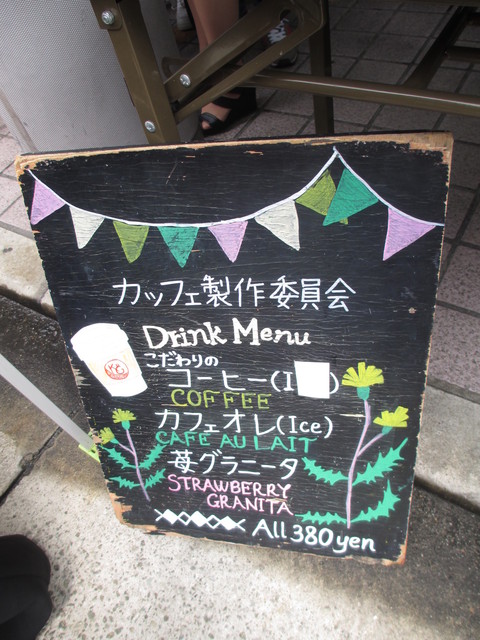 カッフェ製作委員会
Drink Menu
こだわりの
コーヒー(I )
COFFEE
カフェオレ(Ice)
CAFÉ AU LAIT
苺グラニータ
STRAWBERRY
GRANITA
All 380 yen